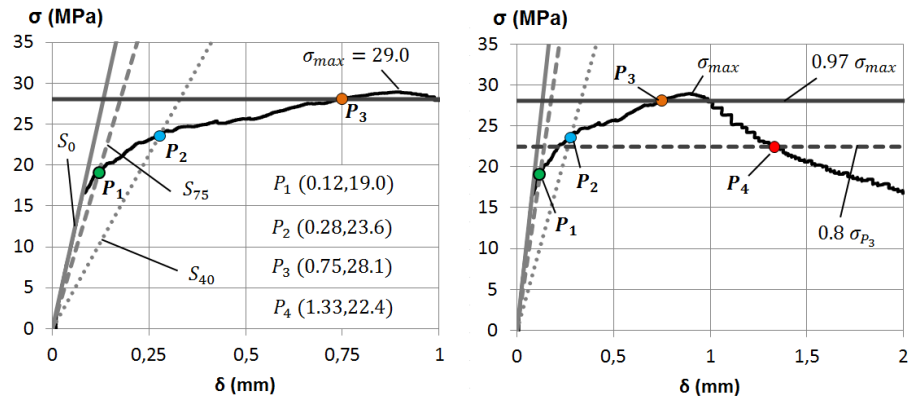 σ (MPa)
35
30
25
20
15
10
5
0
0
0,25
0,5
0,75
1
δ (mm)
S₀
S₇₅
S₄₀
P₁
P₂
P₃
σₘₐₓ = 29.0
P₁ (0.12,19.0)
P₂ (0.28,23.6)
P₃ (0.75,28.1)
P₄ (1.33,22.4)
σ (MPa)
35
30
25
20
15
10
5
0
0
0,5
1
1,5
2
δ (mm)
P₃
σₘₐₓ
0.97 σₘₐₓ
P₂
P₁
P₄
0.8 σ_P₃